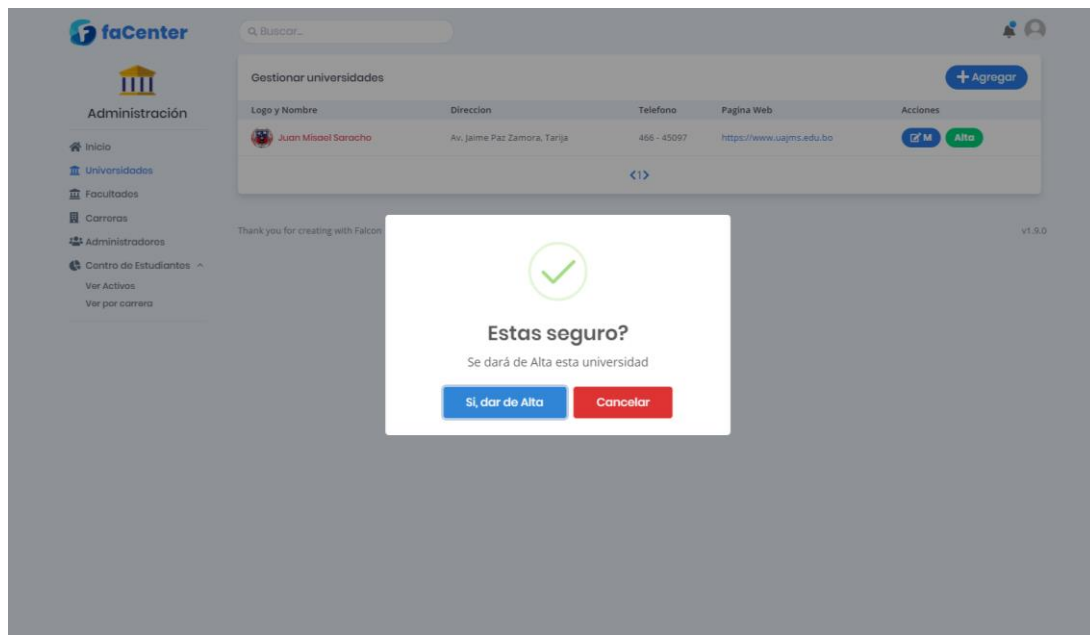 faCenter
Buscar...
Administración
Inicio
Universidades
Facultades
Carreras
Administradores
Centro de Estudiantes
Ver Activos
Ver por carrera
Gestionar universidades
+ Agregar
Logo y Nombre Direccion Telefono Pagina Web Acciones
Juan Misael Saracho Av. Jaime Paz Zamora, Tarija 466 - 45097 https://www.uajms.edu.bo M Alta
<1>
Thank you for creating with Falcon
v1.9.0
Estas seguro?
Se dará de Alta esta universidad
Sí, dar de Alta
Cancelar